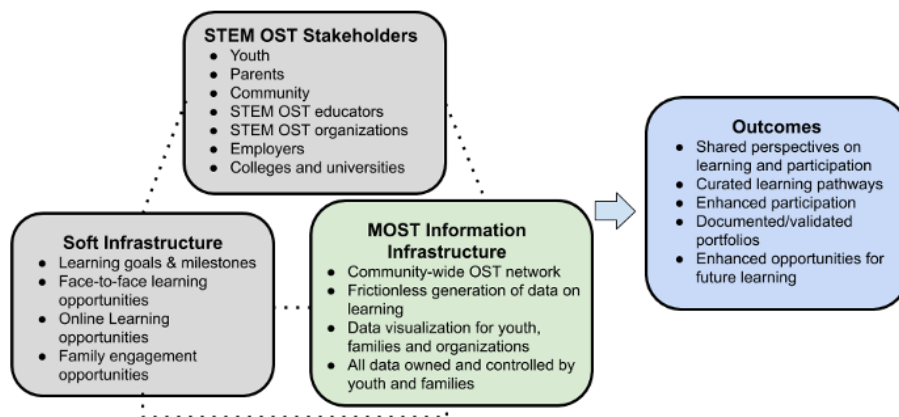 STEM OST Stakeholders
● Youth
● Parents
● Community
● STEM OST educators
● STEM OST organizations
● Employers
● Colleges and universities
Soft Infrastructure
● Learning goals & milestones
● Face-to-face learning
opportunities
● Online Learning
opportunities
● Family engagement
opportunities
MOST Information
Infrastructure
● Community-wide OST network
● Frictionless generation of data on
learning
● Data visualization for youth,
families and organizations
● All data owned and controlled by
youth and families
Outcomes
● Shared perspectives on
learning and participation
● Curated learning pathways
● Enhanced participation
● Documented/validated
portfolios
● Enhanced opportunities for
future learning